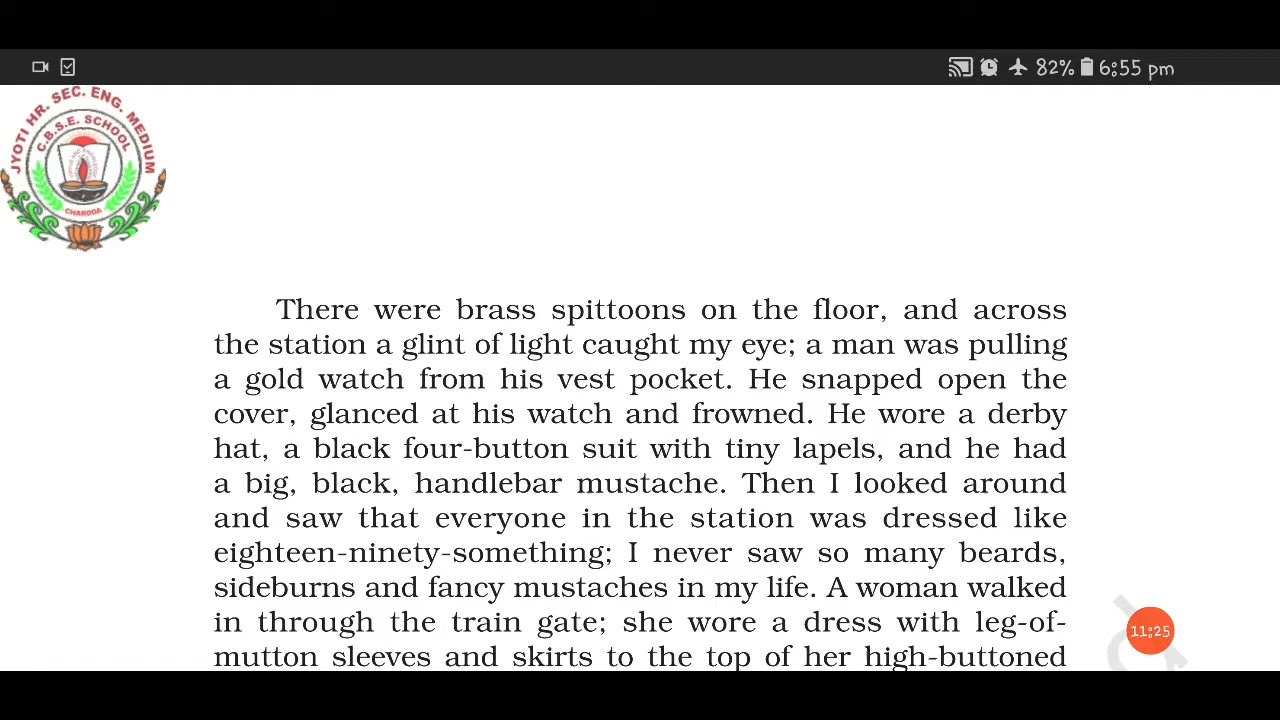 82% 6:55 pm
JYOTI HR. SEC. ENG. MEDIUM
C.B.S.E. SCHOOL
CHARODA
There were brass spittoons on the floor, and across
the station a glint of light caught my eye; a man was pulling
a gold watch from his vest pocket. He snapped open the
cover, glanced at his watch and frowned. He wore a derby
hat, a black four-button suit with tiny lapels, and he had
a big, black, handlebar mustache. Then I looked around
and saw that everyone in the station was dressed like
eighteen-ninety-something; I never saw so many beards,
sideburns and fancy mustaches in my life. A woman walked
in through the train gate; she wore a dress with leg-of-
mutton sleeves and skirts to the top of her high-buttoned
11:25